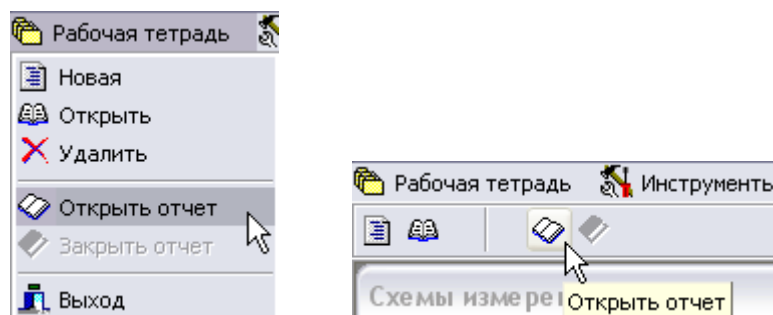 Рабочая тетрадь
Новая
Открыть
Удалить
Открыть отчет
Закрыть отчет
Выход
Рабочая тетрадь Инструменты
Схемы измере
Открыть отчет